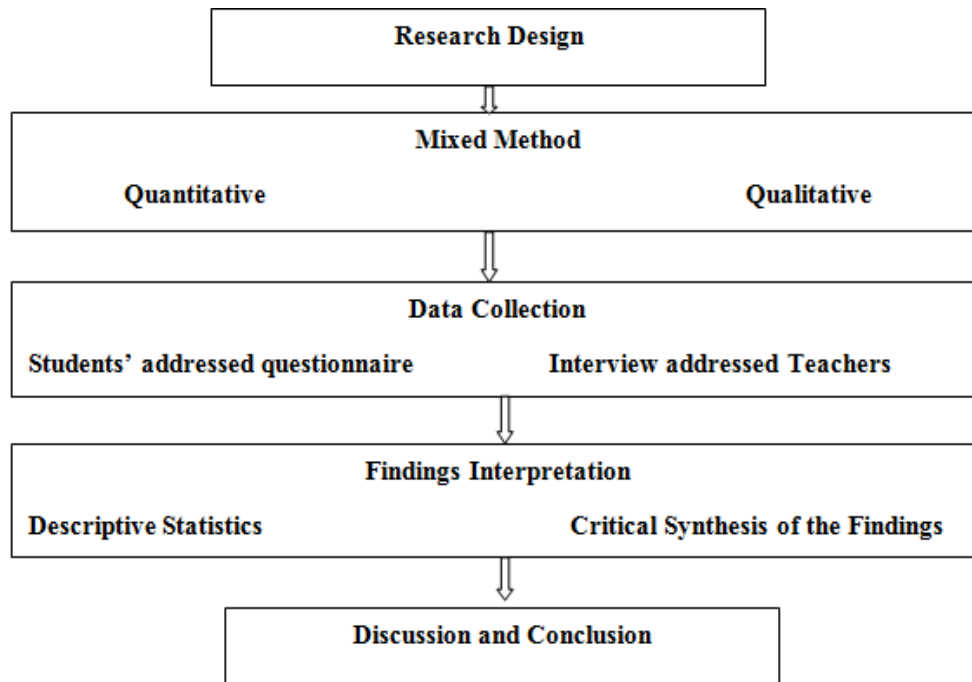 Research Design
Mixed Method
Quantitative Qualitative
Data Collection
Students’ addressed questionnaire Interview addressed Teachers
Findings Interpretation
Descriptive Statistics Critical Synthesis of the Findings
Discussion and Conclusion